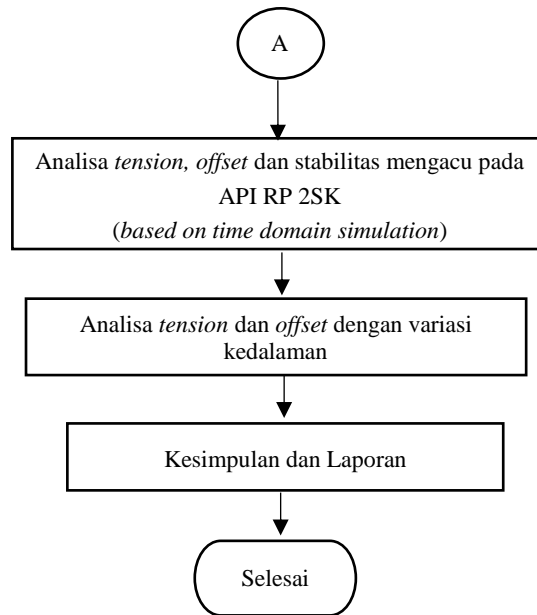 A
Analisa tension, offset dan stabilitas mengacu pada
API RP 2SK
(based on time domain simulation)
Analisa tension dan offset dengan variasi
kedalaman
Kesimpulan dan Laporan
Selesai